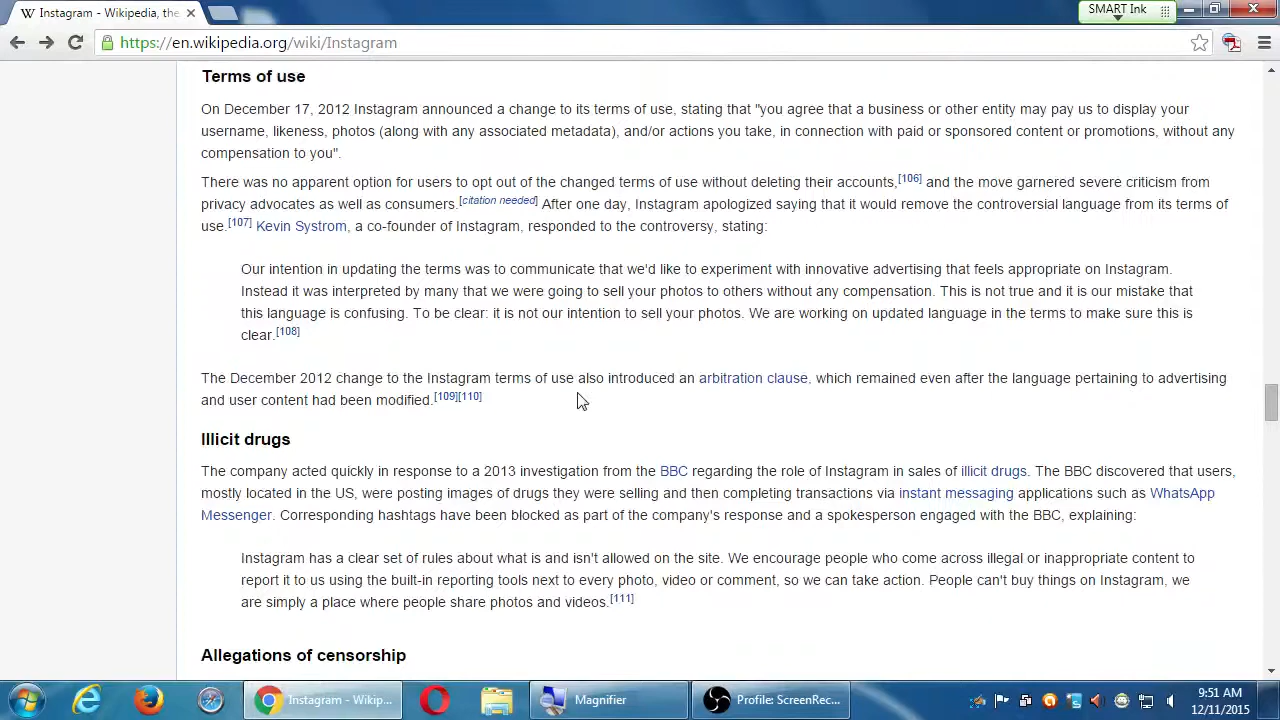 Instagram - Wikipedia, the
SMART Ink
https://en.wikipedia.org/wiki/Instagram
Terms of use
On December 17, 2012 Instagram announced a change to its terms of use, stating that "you agree that a business or other entity may pay us to display your
username, likeness, photos (along with any associated metadata), and/or actions you take, in connection with paid or sponsored content or promotions, without any
compensation to you".
There was no apparent option for users to opt out of the changed terms of use without deleting their accounts,[106] and the move garnered severe criticism from
privacy advocates as well as consumers.[citation needed] After one day, Instagram apologized saying that it would remove the controversial language from its terms of
use.[107] Kevin Systrom, a co-founder of Instagram, responded to the controversy, stating:
Our intention in updating the terms was to communicate that we'd like to experiment with innovative advertising that feels appropriate on Instagram.
Instead it was interpreted by many that we were going to sell your photos to others without any compensation. This is not true and it is our mistake that
this language is confusing. To be clear: it is not our intention to sell your photos. We are working on updated language in the terms to make sure this is
clear.[108]
The December 2012 change to the Instagram terms of use also introduced an arbitration clause, which remained even after the language pertaining to advertising
and user content had been modified.[109][110]
Illicit drugs
The company acted quickly in response to a 2013 investigation from the BBC regarding the role of Instagram in sales of illicit drugs. The BBC discovered that users,
mostly located in the US, were posting images of drugs they were selling and then completing transactions via instant messaging applications such as WhatsApp
Messenger. Corresponding hashtags have been blocked as part of the company's response and a spokesperson engaged with the BBC, explaining:
Instagram has a clear set of rules about what is and isn't allowed on the site. We encourage people who come across illegal or inappropriate content to
report it to us using the built-in reporting tools next to every photo, video or comment, so we can take action. People can't buy things on Instagram, we
are simply a place where people share photos and videos.[111]
Allegations of censorship
Instagram - Wikip...
Magnifier
Profile: ScreenRec...
9:51 AM
12/11/2015